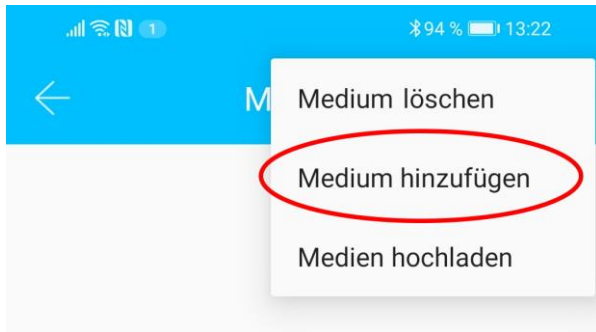 1 94 % 13:22
M
Medium löschen
Medium hinzufügen
Medien hochladen